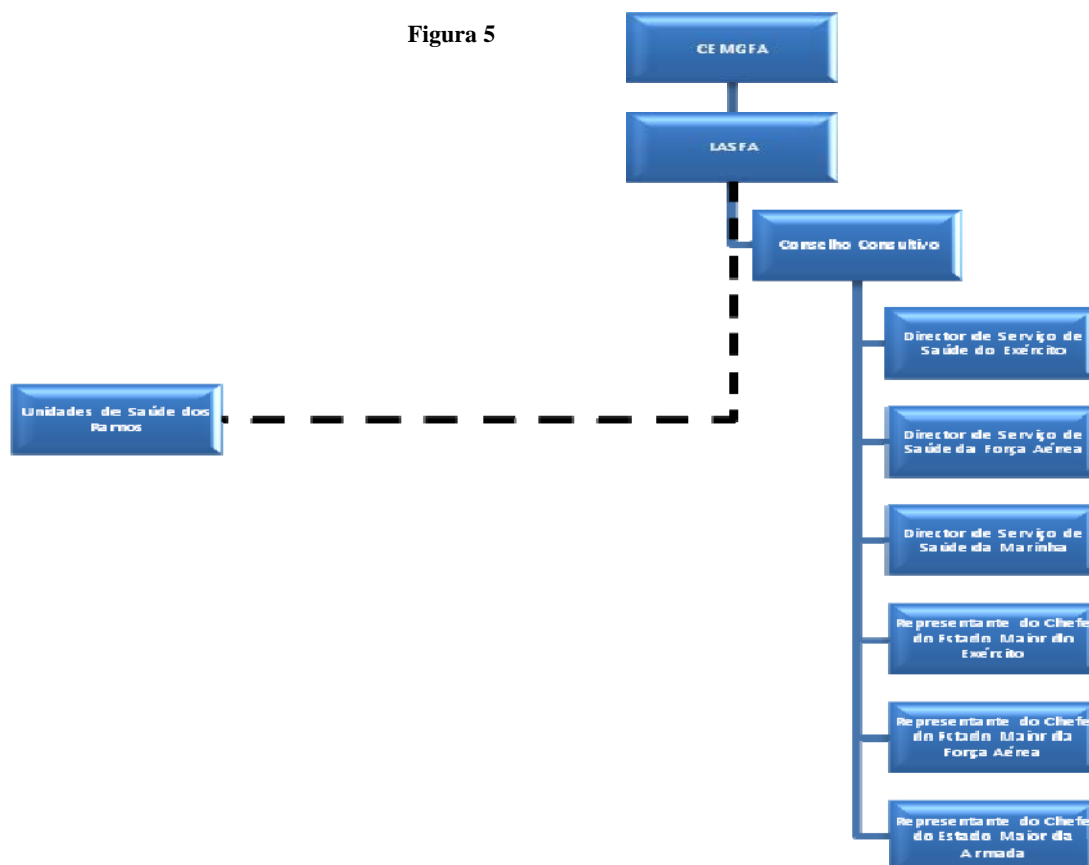 Figura 5
CEMGFA
IASFA
Conselho Consultivo
Director de Serviço de
Saúde do Exército
Unidades de Saúde dos
Ramos
Director de Serviço de
Saúde da Força Aérea
Director de Serviço de
Saúde da Marinha
Representante do Chefe
do Estado Maior do
Exército
Representante do Chefe
do Estado Maior da
Força Aérea
Representante do Chefe
do Estado Maior da
Armada